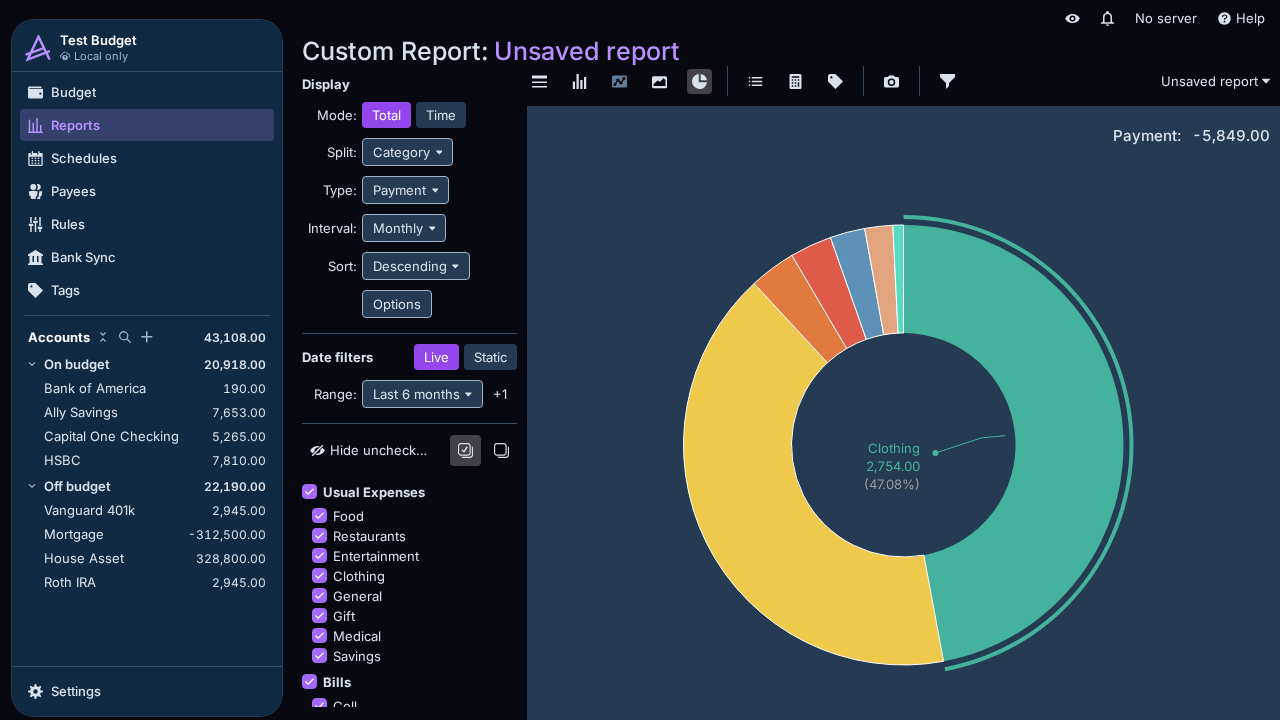 No server
Help
Test Budget
Local only
Budget
Reports
Schedules
Payees
Rules
Bank Sync
Tags
Accounts 43,108.00
On budget 20,918.00
Bank of America 190.00
Ally Savings 7,653.00
Capital One Checking 5,265.00
HSBC 7,810.00
Off budget 22,190.00
Vanguard 401k 2,945.00
Mortgage -312,500.00
House Asset 328,800.00
Roth IRA 2,945.00
Settings
Custom Report: Unsaved report
Display
Mode: Total Time
Split: Category
Type: Payment
Interval: Monthly
Sort: Descending
Options
Date filters Live Static
Range: Last 6 months +1
Hide uncheck...
Usual Expenses
Food
Restaurants
Entertainment
Clothing
General
Gift
Medical
Savings
Bills
Cell
Unsaved report
Payment: -5,849.00
Clothing
2,754.00
(47.08%)